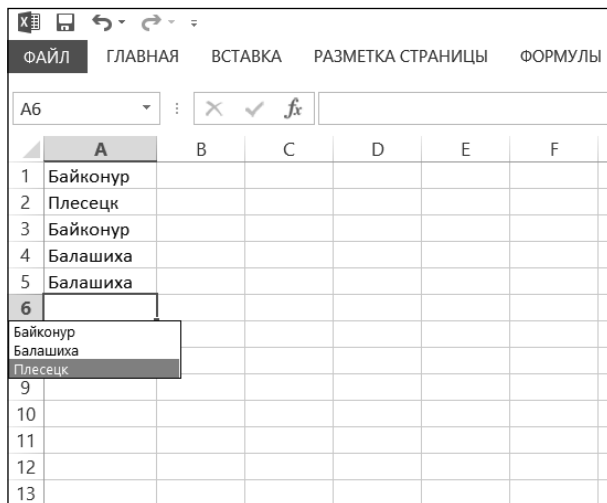 ФАЙЛ ГЛАВНАЯ ВСТАВКА РАЗМЕТКА СТРАНИЦЫ ФОРМУЛЫ
A6 fx
A B C D E F
1 Байконур
2 Плесецк
3 Байконур
4 Балашиха
5 Балашиха
6
Байконур
Балашиха
Плесецк
9
10
11
12
13